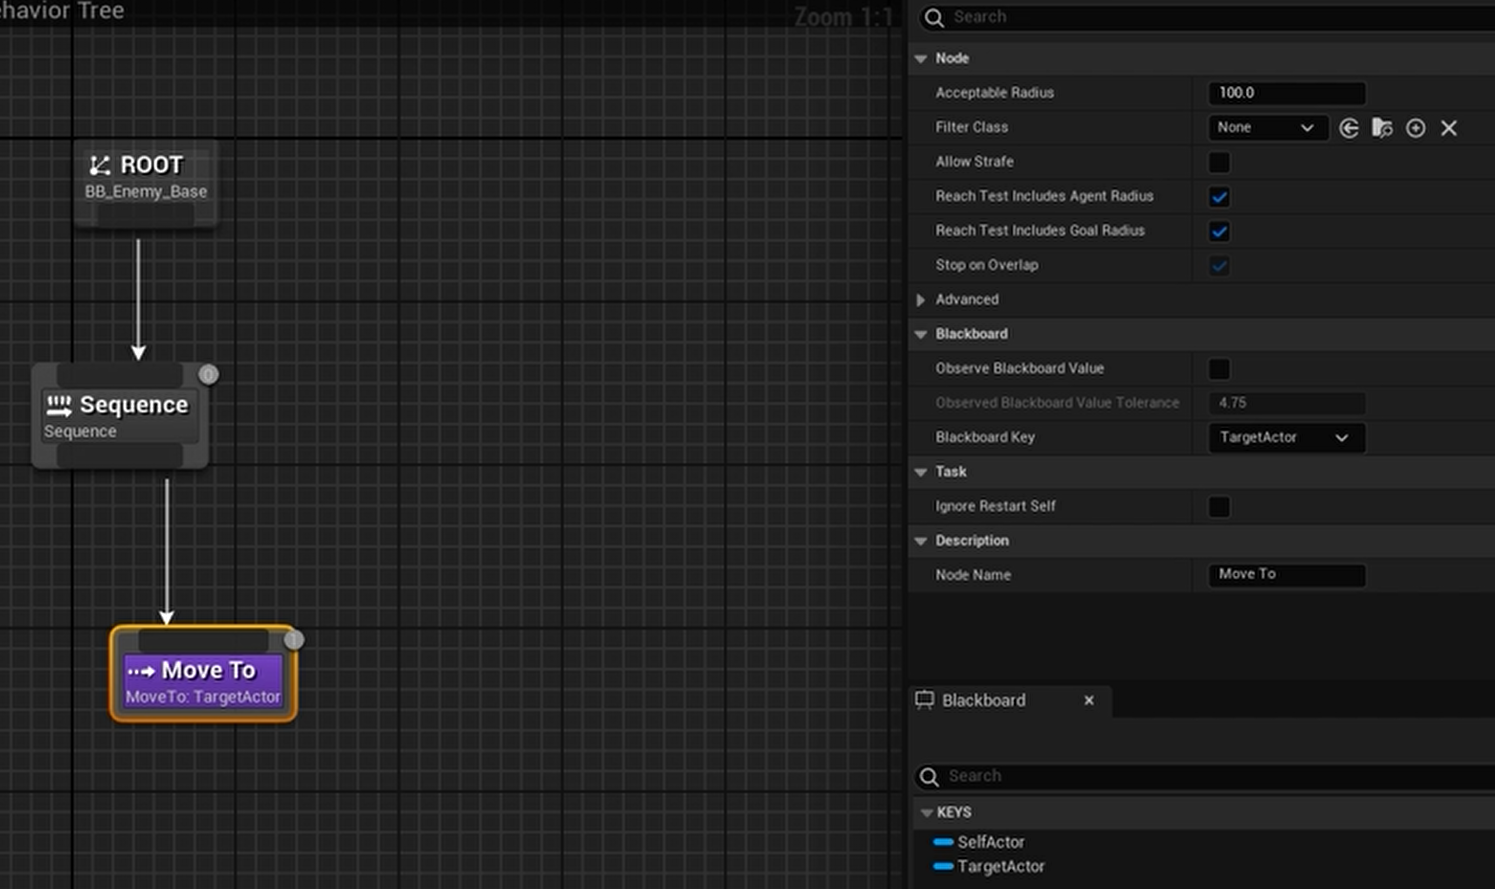 ehavior Tree
Zoom 1:1
ROOT
BB_Enemy_Base
0
Sequence
Sequence
1
Move To
MoveTo: TargetActor
Search
Node
Acceptable Radius 100.0
Filter Class None
Allow Strafe
Reach Test Includes Agent Radius
Reach Test Includes Goal Radius
Stop on Overlap
Advanced
Blackboard
Observe Blackboard Value
Observed Blackboard Value Tolerance 4.75
Blackboard Key TargetActor
Task
Ignore Restart Self
Description
Node Name Move To
Blackboard
Search
KEYS
SelfActor
TargetActor